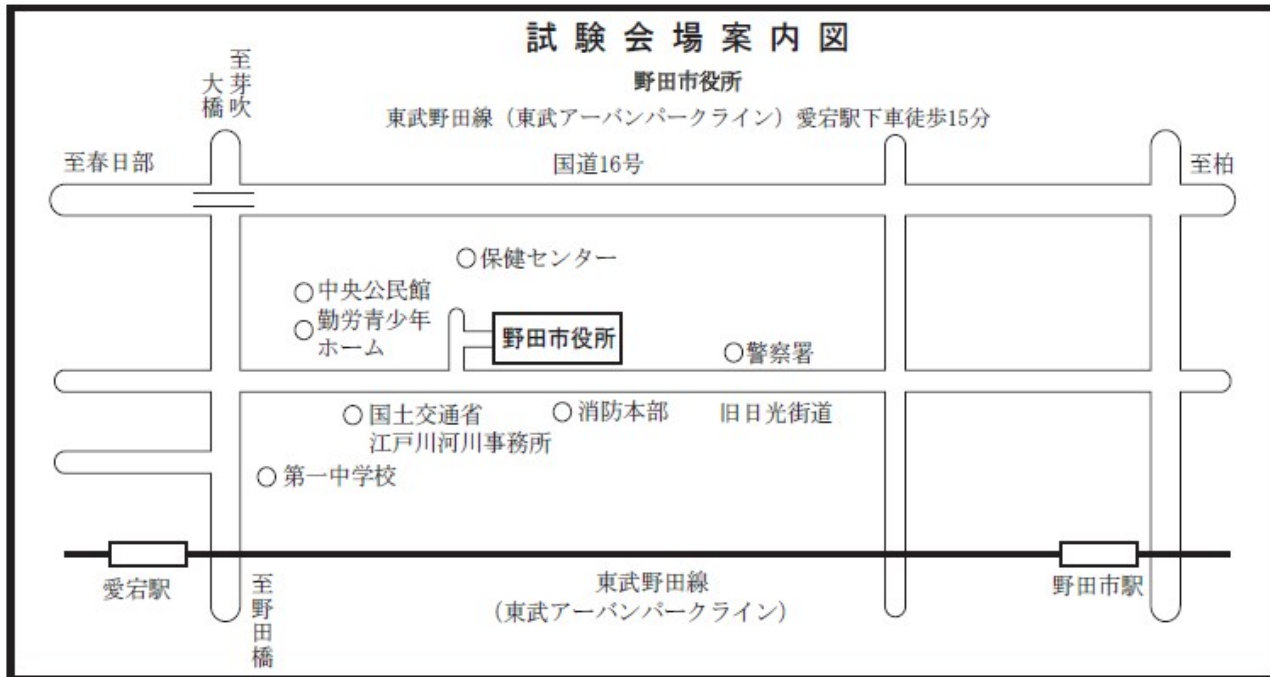 試験会場案内図
野田市役所
東武野田線（東武アーバンパークライン）愛宕駅下車徒歩15分
至芽吹
大橋
至春日部
国道16号
至柏
保健センター
中央公民館
勤労青少年
ホーム
野田市役所
警察署
国土交通省
江戸川河川事務所
消防本部
旧日光街道
第一中学校
愛宕駅
至野田橋
東武野田線
（東武アーバンパークライン）
野田市駅